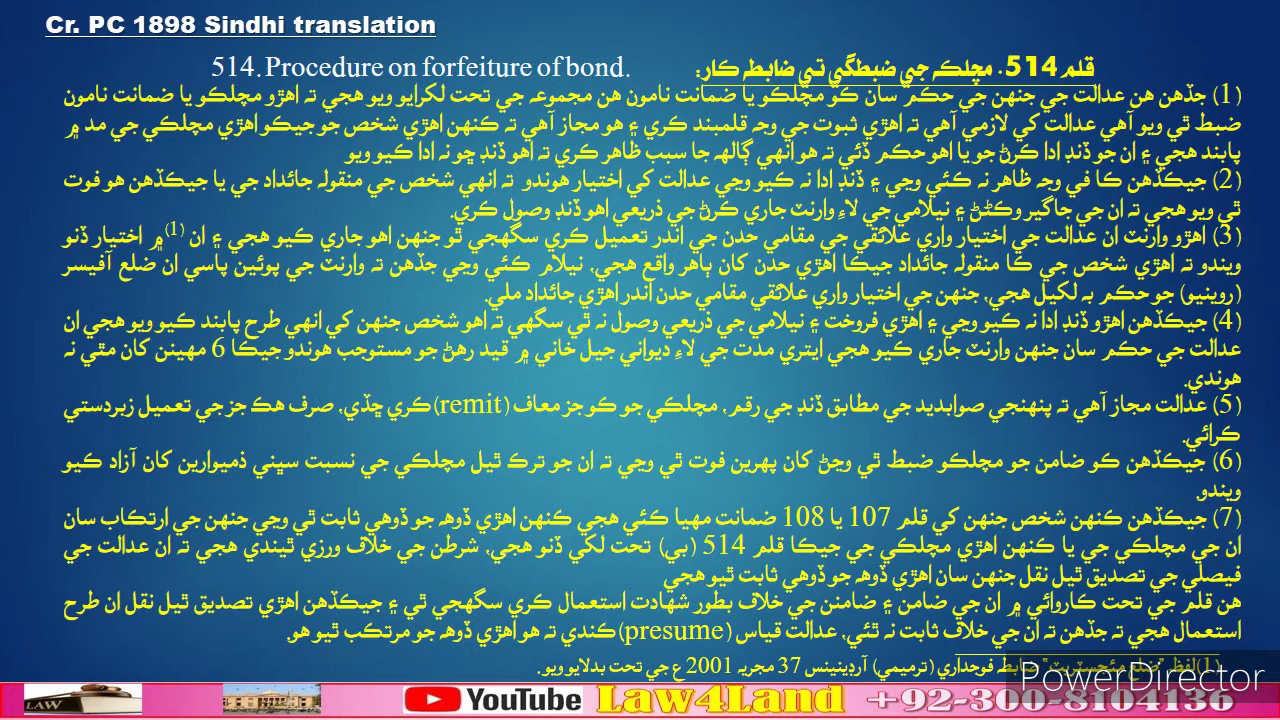 Cr. PC 1898 Sindhi translation
514. Procedure on forfeiture of bond.
قلم 514. مچلڪه جي ضبطگي تي ضابطہ ڪار:
(1) جڏهن هن عدالت جي جنهن جي حڪم سان ڪو مچلڪو يا ضمانت نامون هن مجموعہ جي تحت لکرايو ويو هجي تہ اهڙو مچلڪو يا ضمانت نامون
ضبط ٿي ويو آهي عدالت کي لازمي آهي تہ اهڙي ثبوت جي وجہ قلمبند ڪري ۽ هو مجاز آهي تہ ڪنهن اهڙي شخص جو جيڪو اهڙي مچلڪي جي مد ۾
پابند هجي ۽ ان جو ڏنڊ ادا ڪرڻ جو يا اهو حڪم ڏئي تہ هو انهي ڳالهہ جا سبب ظاهر ڪري تہ اهو ڏنڊ ڇو نہ ادا ڪيو ويو
(2) جيڪڏهن ڪا في وجہ ظاهر نہ ڪئي وڃي ۽ ڏنڊ ادا نہ ڪيو وڃي عدالت کي اختيار هوندو تہ انهي شخص جي منقولہ جائداد جي يا جيڪڏهن هو فوت
ٿي ويو هجي تہ ان جي جاگير وڪڻڻ ۽ نيلامي جي لاءِ وارنٽ جاري ڪرڻ جي ذريعي اهو ڏنڊ وصول ڪري.
(3) اهڙو وارنٽ ان عدالت جي اختيار واري علائقي جي مقامي حدن جي اندر تعميل ڪري سگهجي ٿو جنهن اهو جاري ڪيو هجي ۽ ان (1)۾ اختيار ڏنو
ويندو تہ اهڙي شخص جي ڪا منقولہ جائداد جيڪا اهڙي حدن کان ٻاهر واقع هجي، نيلام ڪئي وڃي جڏهن تہ وارنٽ جي پوئين پاسي ان ضلع آفيسر
(روينيو) جو حڪم بہ لکيل هجي، جنهن جي اختيار واري علائقي مقامي حدن اندر اهڙي جائداد ملي.
(4) جيڪڏهن اهڙو ڏنڊ ادا نہ ڪيو وڃي ۽ اهڙي فروخت ۽ نيلامي جي ذريعي وصول نہ ٿي سگهي تہ اهو شخص جنهن کي انهي طرح پابند ڪيو ويو هجي ان
عدالت جي حڪم سان جنهن وارنٽ جاري ڪيو هجي ايتري مدت جي لاءِ ديواني جيل خاني ۾ قيد رهڻ جو مستوجب هوندو جيڪا 6 مهينن کان مٿي نہ
هوندي.
(5) عدالت مجاز آهي تہ پنهنجي صوابديد جي مطابق ڏنڊ جي رقم، مچلڪي جو ڪو جز معاف (remit)ڪري ڇڏي، صرف هڪ جز جي تعميل زبردستي
ڪرائي.
(6) جيڪڏهن ڪو ضامن جو مچلڪو ضبط ٿي وڃڻ کان پهرين فوت ٿي وڃي تہ ان جو ترڪ ٿيل مچلڪي جي نسبت سڀني ذميوارين کان آزاد ڪيو
ويندو
(7) جيڪڏهن ڪنهن شخص جنهن کي قلم 107 يا 108 ضمانت مهيا ڪئي هجي ڪنهن اهڙي ڏوهہ جو ڏوهي ثابت ٿي وڃي جنهن جي ارتڪاب سان
ان جي مچلڪي جي يا ڪنهن اهڙي مچلڪي جي جيڪا قلم 514 (بي) تحت لکي ڏنو هجي، شرطن جي خلاف ورزي ٿيندي هجي تہ ان عدالت جي
فيصلي جي تصديق ٿيل نقل جنهن سان اهڙي ڏوهہ جو ڏوهي ثابت ٿيو هجي
هن قلم جي تحت ڪاروائي ۾ ان جي ضامن ۽ ضامنن جي خلاف بطور شهادت استعمال ڪري سگهجي ٿي ۽ جيڪڏهن اهڙي تصديق ٿيل نقل ان طرح
استعمال هجي تہ جڏهن تہ ان جي خلاف ثابت نہ ٿئي، عدالت قياس (presume)ڪندي تہ هو اهڙي ڏوهہ جو مرتڪب ٿيو هو.
(1)لفظ "ضلع مئجسٽريٽ" ضابطہ فوجداري (ترميمي) آرڊيننس 37 مجريہ 2001ع جي تحت بدلايو ويو.
PowerDirector
LAW
YouTube Law4Land +92-300-8104136